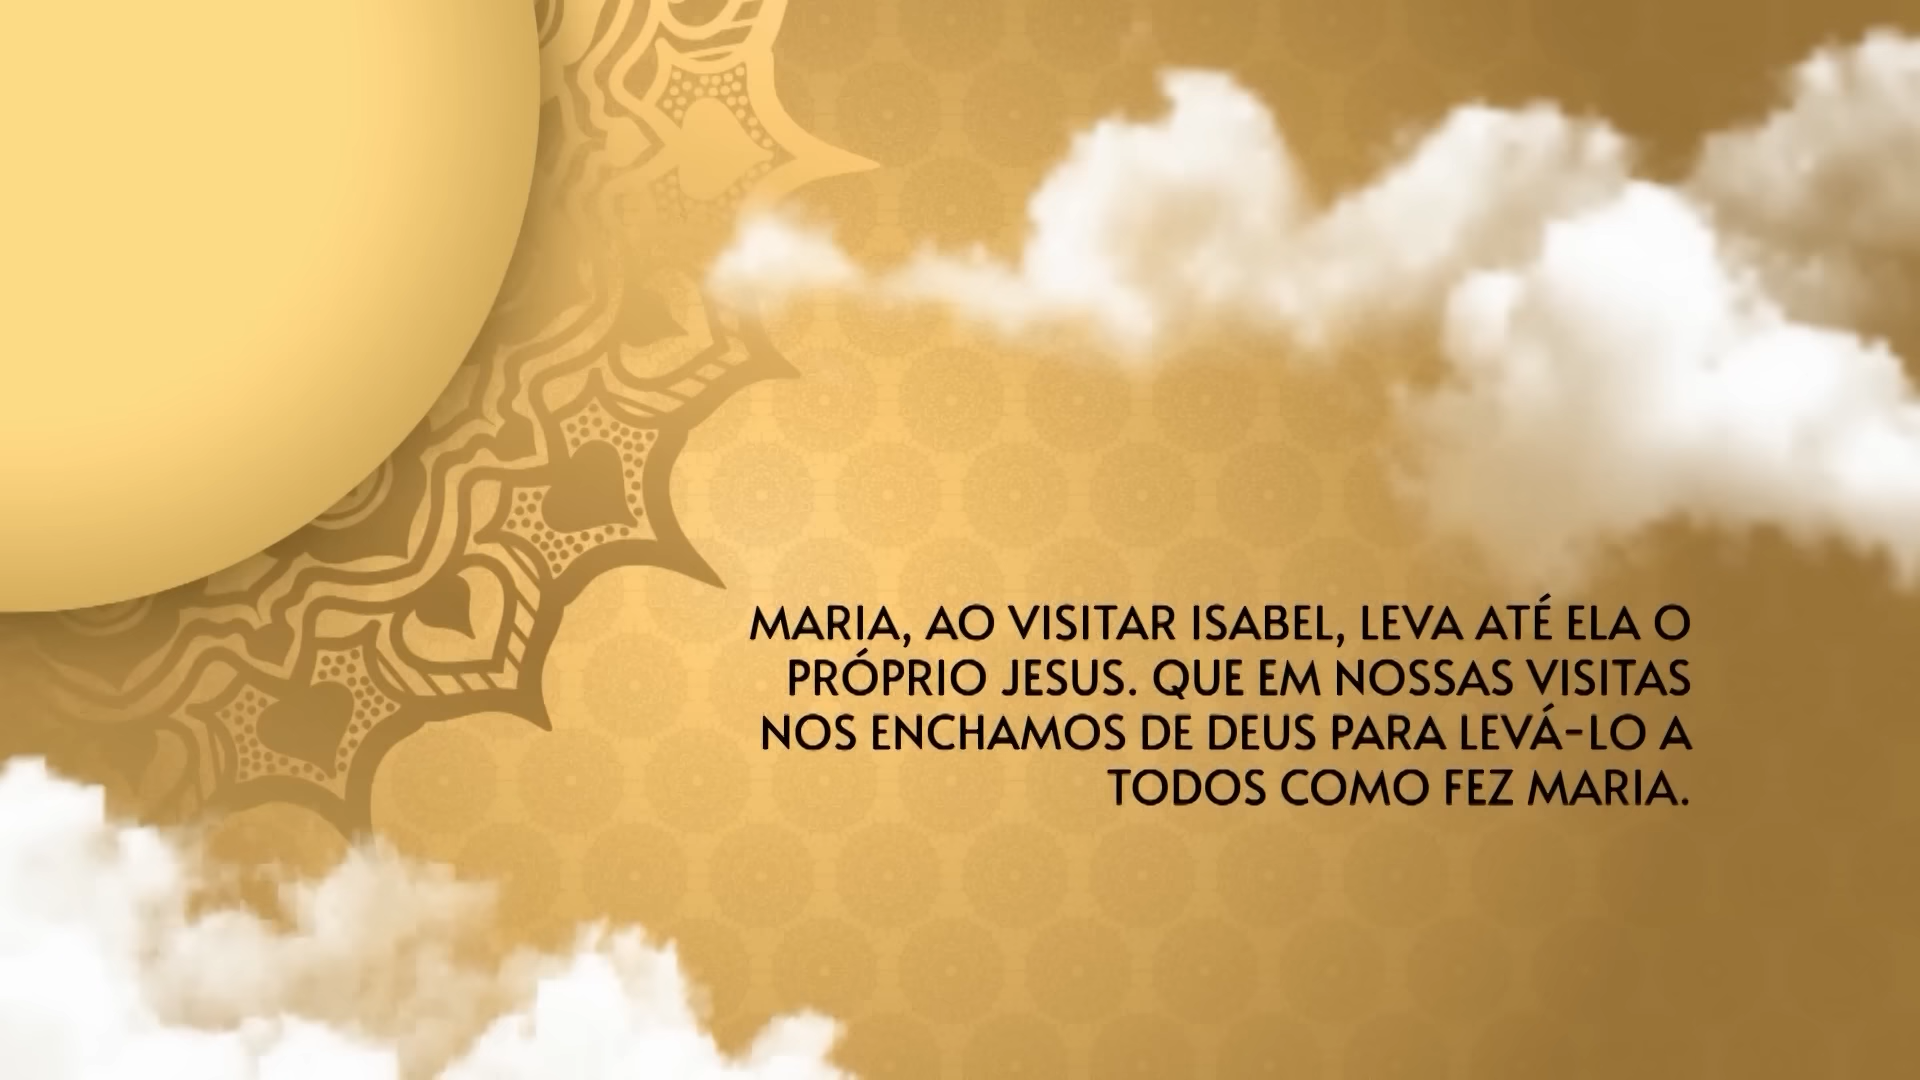 MARIA, AO VISITAR ISABEL, LEVA ATÉ ELA O
PRÓPRIO JESUS. QUE EM NOSSAS VISITAS
NOS ENCHAMOS DE DEUS PARA LEVÁ-LO A
TODOS COMO FEZ MARIA.